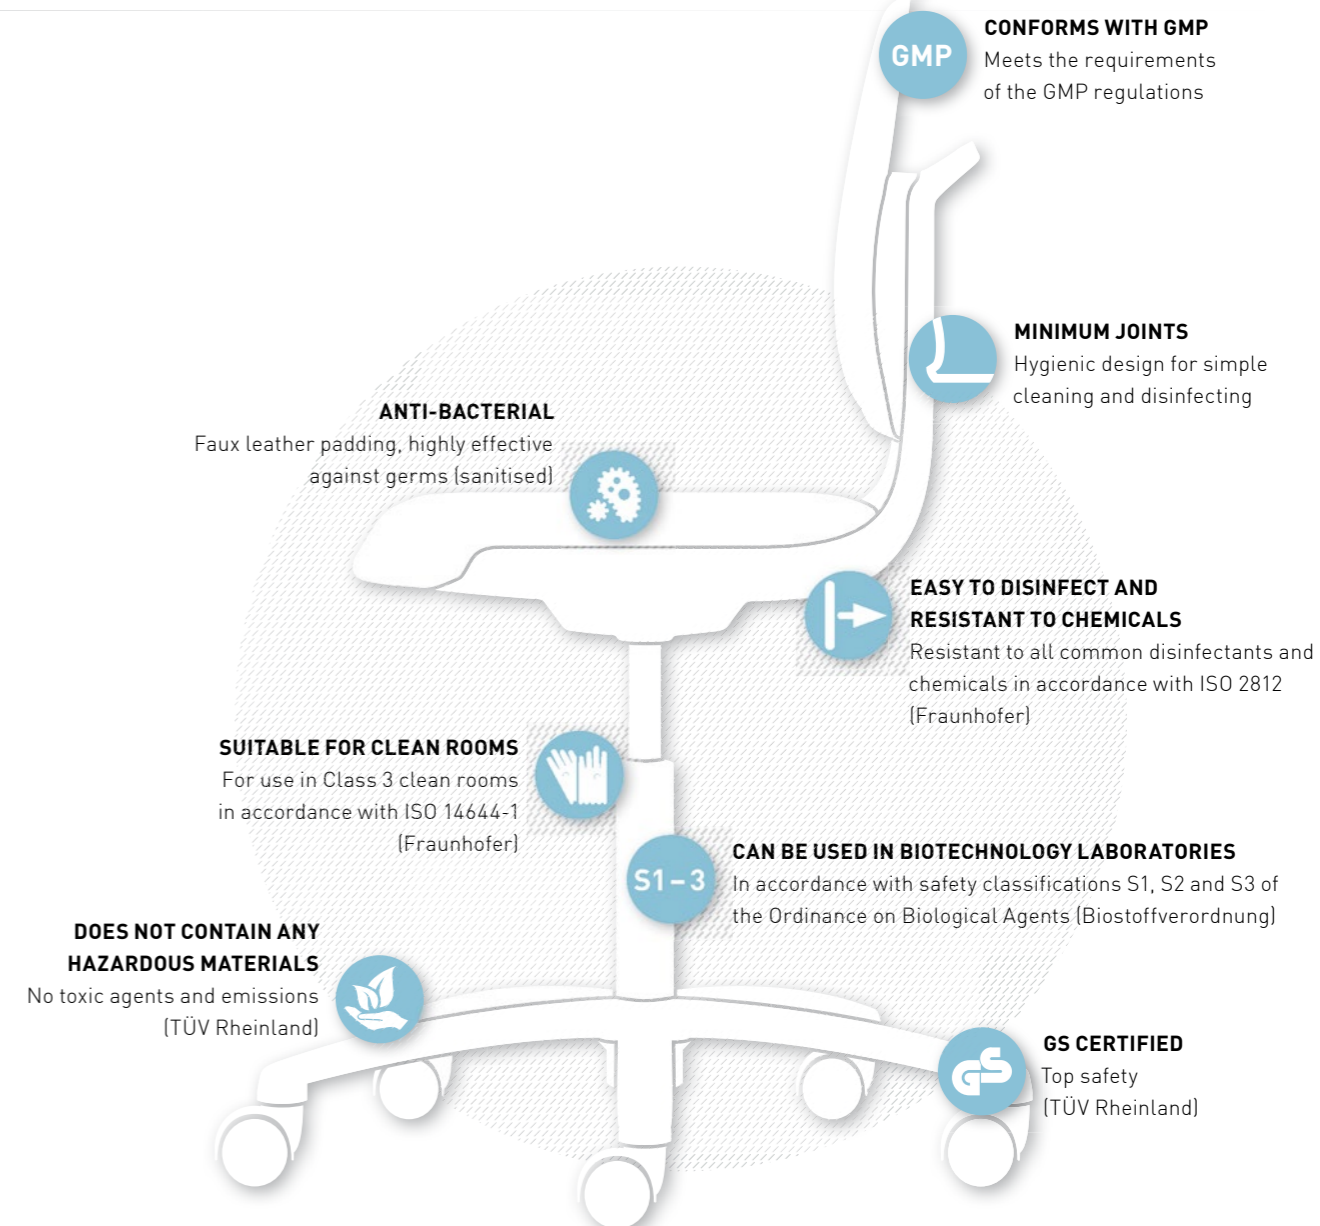 GMP
CONFORMS WITH GMP
Meets the requirements
of the GMP regulations
MINIMUM JOINTS
Hygienic design for simple
cleaning and disinfecting
ANTI-BACTERIAL
Faux leather padding, highly effective
against germs (sanitised)
EASY TO DISINFECT AND
RESISTANT TO CHEMICALS
Resistant to all common disinfectants and
chemicals in accordance with ISO 2812
(Fraunhofer)
SUITABLE FOR CLEAN ROOMS
For use in Class 3 clean rooms
in accordance with ISO 14644-1
(Fraunhofer)
S1–3
CAN BE USED IN BIOTECHNOLOGY LABORATORIES
In accordance with safety classifications S1, S2 and S3 of
the Ordinance on Biological Agents (Biostoffverordnung)
DOES NOT CONTAIN ANY
HAZARDOUS MATERIALS
No toxic agents and emissions
(TÜV Rheinland)
GS
GS CERTIFIED
Top safety
(TÜV Rheinland)